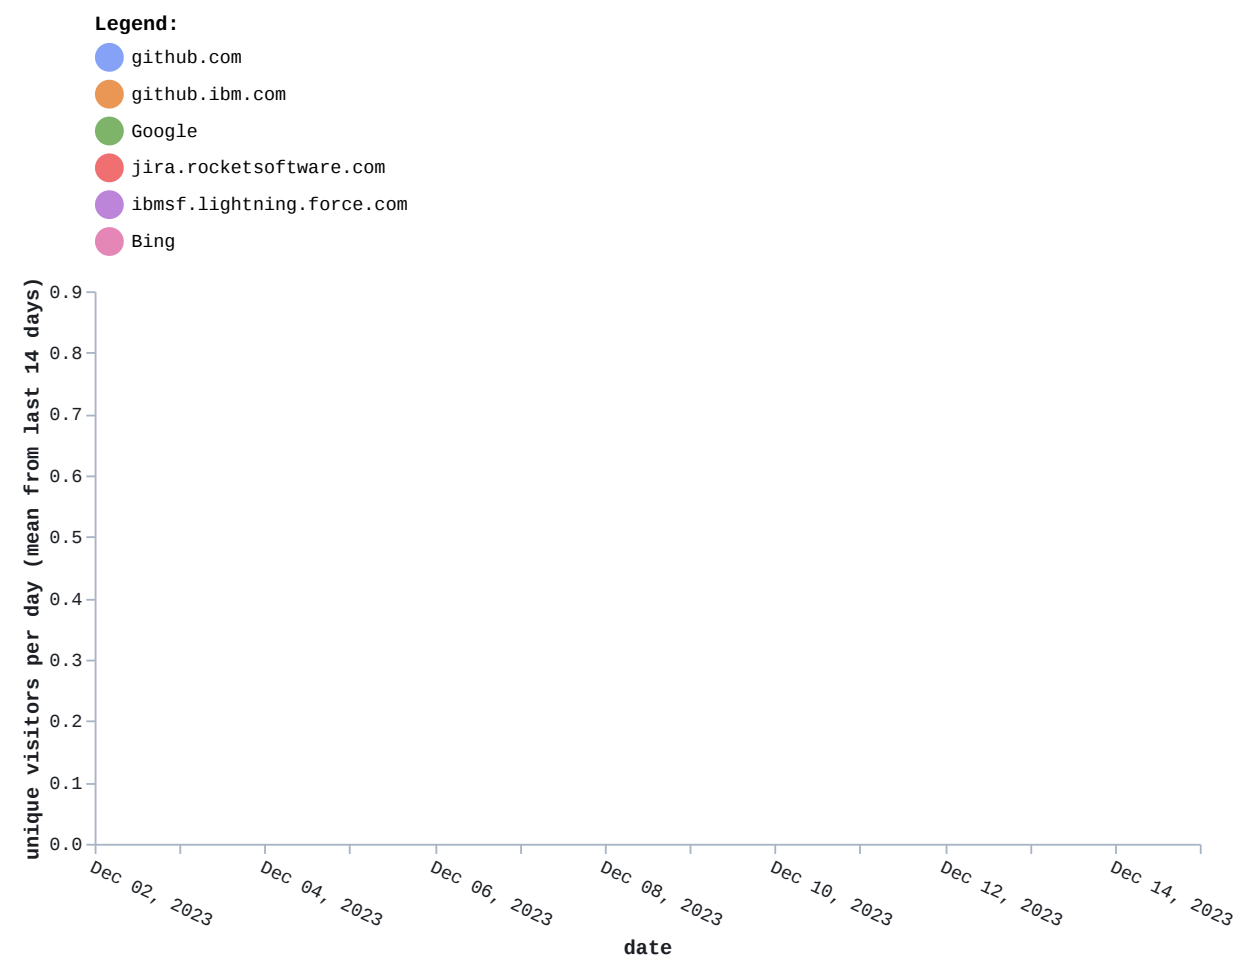 Legend:
github.com
github.ibm.com
Google
jira.rocketsoftware.com
ibmsf.lightning.force.com
Bing
unique visitors per day (mean from last 14 days)
0.9
0.8
0.7
0.6
0.5
0.4
0.3
0.2
0.1
0.0
Dec 02, 2023
Dec 04, 2023
Dec 06, 2023
Dec 08, 2023
Dec 10, 2023
Dec 12, 2023
Dec 14, 2023
date